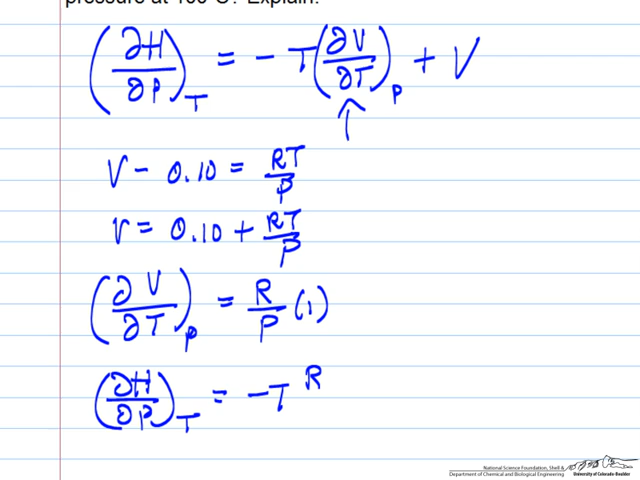 pressure at 100°C? Explain.
(∂H/∂P)_T = - T(∂V/∂T)_P + V
↑
V - 0.10 = RT/P
V = 0.10 + RT/P
(∂V/∂T)_P = R/P (1)
(∂H/∂P)_T = -T R
National Science Foundation, Shell &
Department of Chemical and Biological Engineering
University of Colorado-Boulder